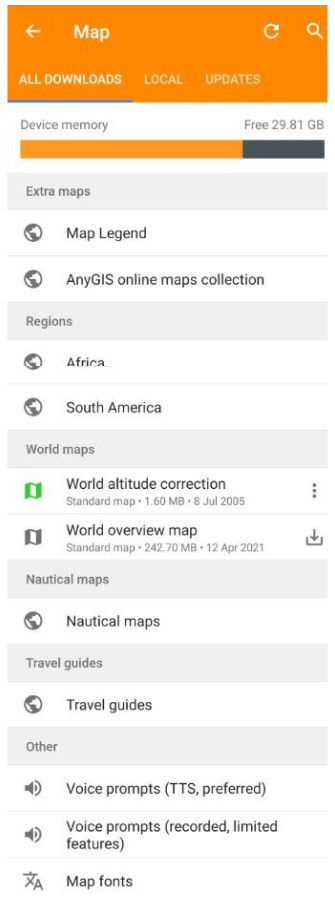 Map
ALL DOWNLOADS LOCAL UPDATES
Device memory Free 29.81 GB
Extra maps
Map Legend
AnyGIS online maps collection
Regions
Africa
South America
World maps
World altitude correction
Standard map • 1.60 MB • 8 Jul 2005
World overview map
Standard map • 242.70 MB • 12 Apr 2021
Nautical maps
Nautical maps
Travel guides
Travel guides
Other
Voice prompts (TTS, preferred)
Voice prompts (recorded, limited
features)
Map fonts